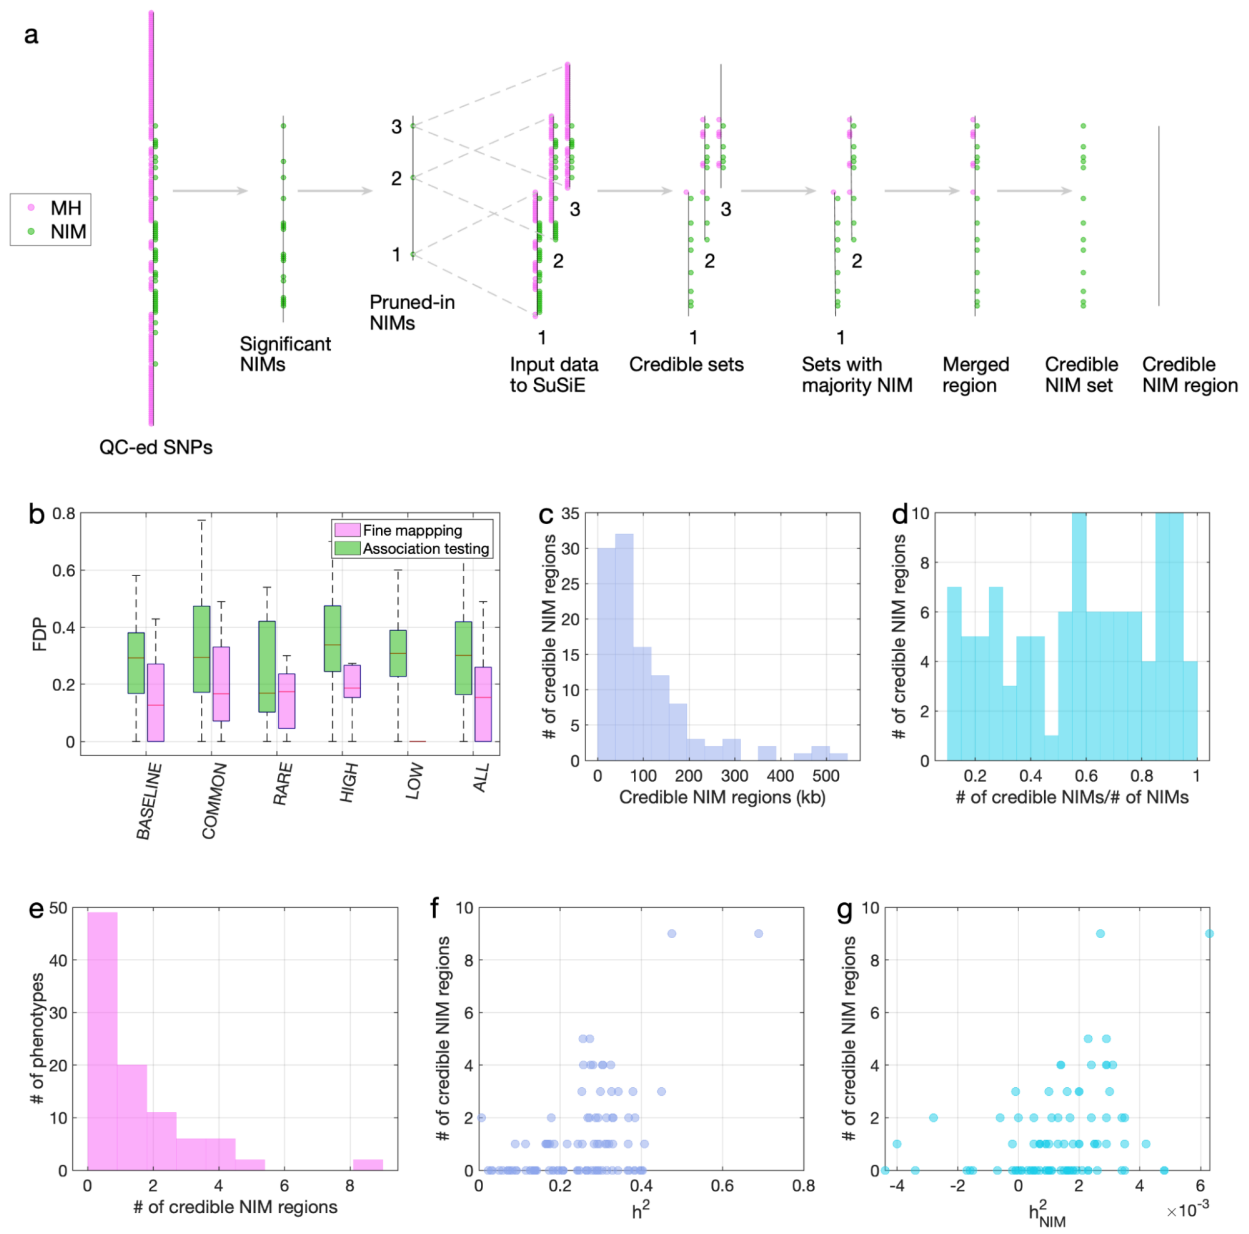 a
MH
NIM
QC-ed SNPs
Significant
NIMs
3
2
1
Pruned-in
NIMs
3
2
1
Input data
to SuSiE
3
2
1
Credible sets
2
1
Sets with
majority NIM
Merged
region
Credible
NIM set
Credible
NIM region
b
0.8
0.6
0.4
0.2
0
FDP
Fine mappping
Association testing
BASELINE
COMMON
RARE
HIGH
LOW
ALL
c
35
30
25
20
15
10
5
0
# of credible NIM regions
0 100 200 300 400 500
Credible NIM regions (kb)
d
10
8
6
4
2
0
# of credible NIM regions
0.2 0.4 0.6 0.8 1
# of credible NIMs/# of NIMs
e
50
40
30
20
10
0
# of phenotypes
0 2 4 6 8
# of credible NIM regions
f
10
8
6
4
2
0
# of credible NIM regions
0 0.2 0.4 0.6 0.8
h²
g
10
8
6
4
2
0
# of credible NIM regions
-4 -2 0 2 4 6
×10⁻³
h²NIM